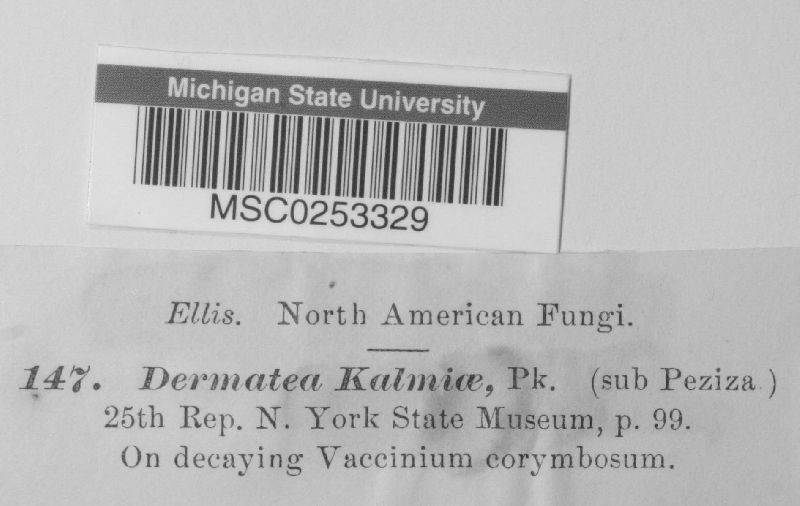 Michigan State University
MSC0253329
Ellis. North American Fungi.
147. Dermatea Kalmiæ, Pk. (sub Peziza.)
25th Rep. N. York State Museum, p. 99.
On decaying Vaccinium corymbosum.